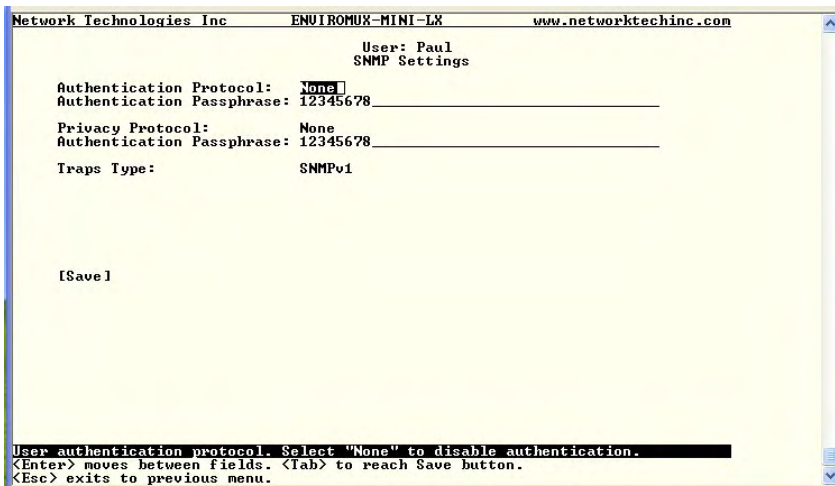 Network Technologies Inc ENVIROMUX-MINI-LX www.networktechinc.com
User: Paul
SNMP Settings
Authentication Protocol: None
Authentication Passphrase: 12345678
Privacy Protocol: None
Authentication Passphrase: 12345678
Traps Type: SNMPv1
[Save]
User authentication protocol. Select "None" to disable authentication.
<Enter> moves between fields. <Tab> to reach Save button.
<Esc> exits to previous menu.